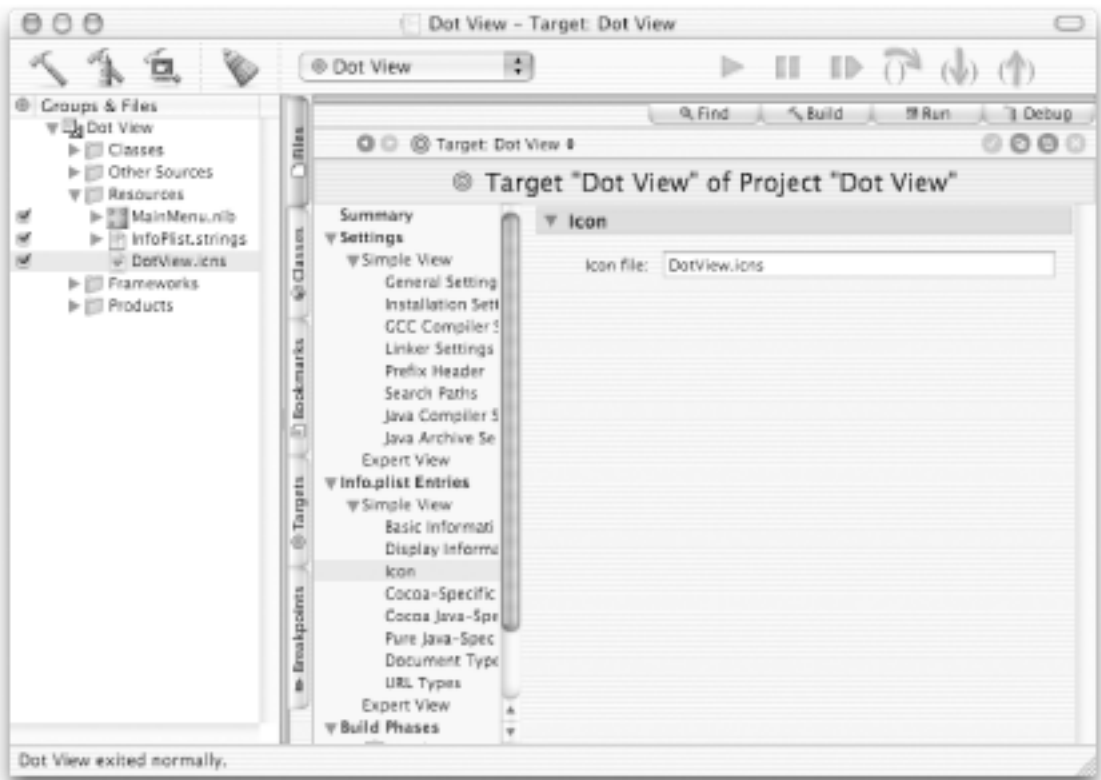 Dot View - Target: Dot View
Dot View
Groups & Files
Dot View
Classes
Other Sources
Resources
MainMenu.nib
InfoPlist.strings
DotView.icns
Frameworks
Products
Files
Classes
Bookmarks
Targets
Breakpoints
Find
Build
Run
Debug
Target: Dot View
Target "Dot View" of Project "Dot View"
Summary
Settings
Simple View
General Setting
Installation Sett
GCC Compiler S
Linker Settings
Prefix Header
Search Paths
Java Compiler S
Java Archive Se
Expert View
Info.plist Entries
Simple View
Basic Informati
Display Informa
Icon
Cocoa-Specific
Cocoa Java-Spe
Pure Java-Spec
Document Type
URL Types
Expert View
Build Phases
Icon
Icon file: DotView.icns
Dot View exited normally.